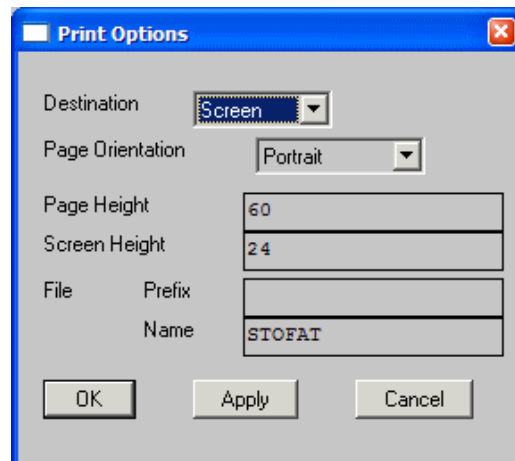 Print Options
Destination Screen
Page Orientation Portrait
Page Height 60
Screen Height 24
File Prefix
Name STOFAT
OK Apply Cancel